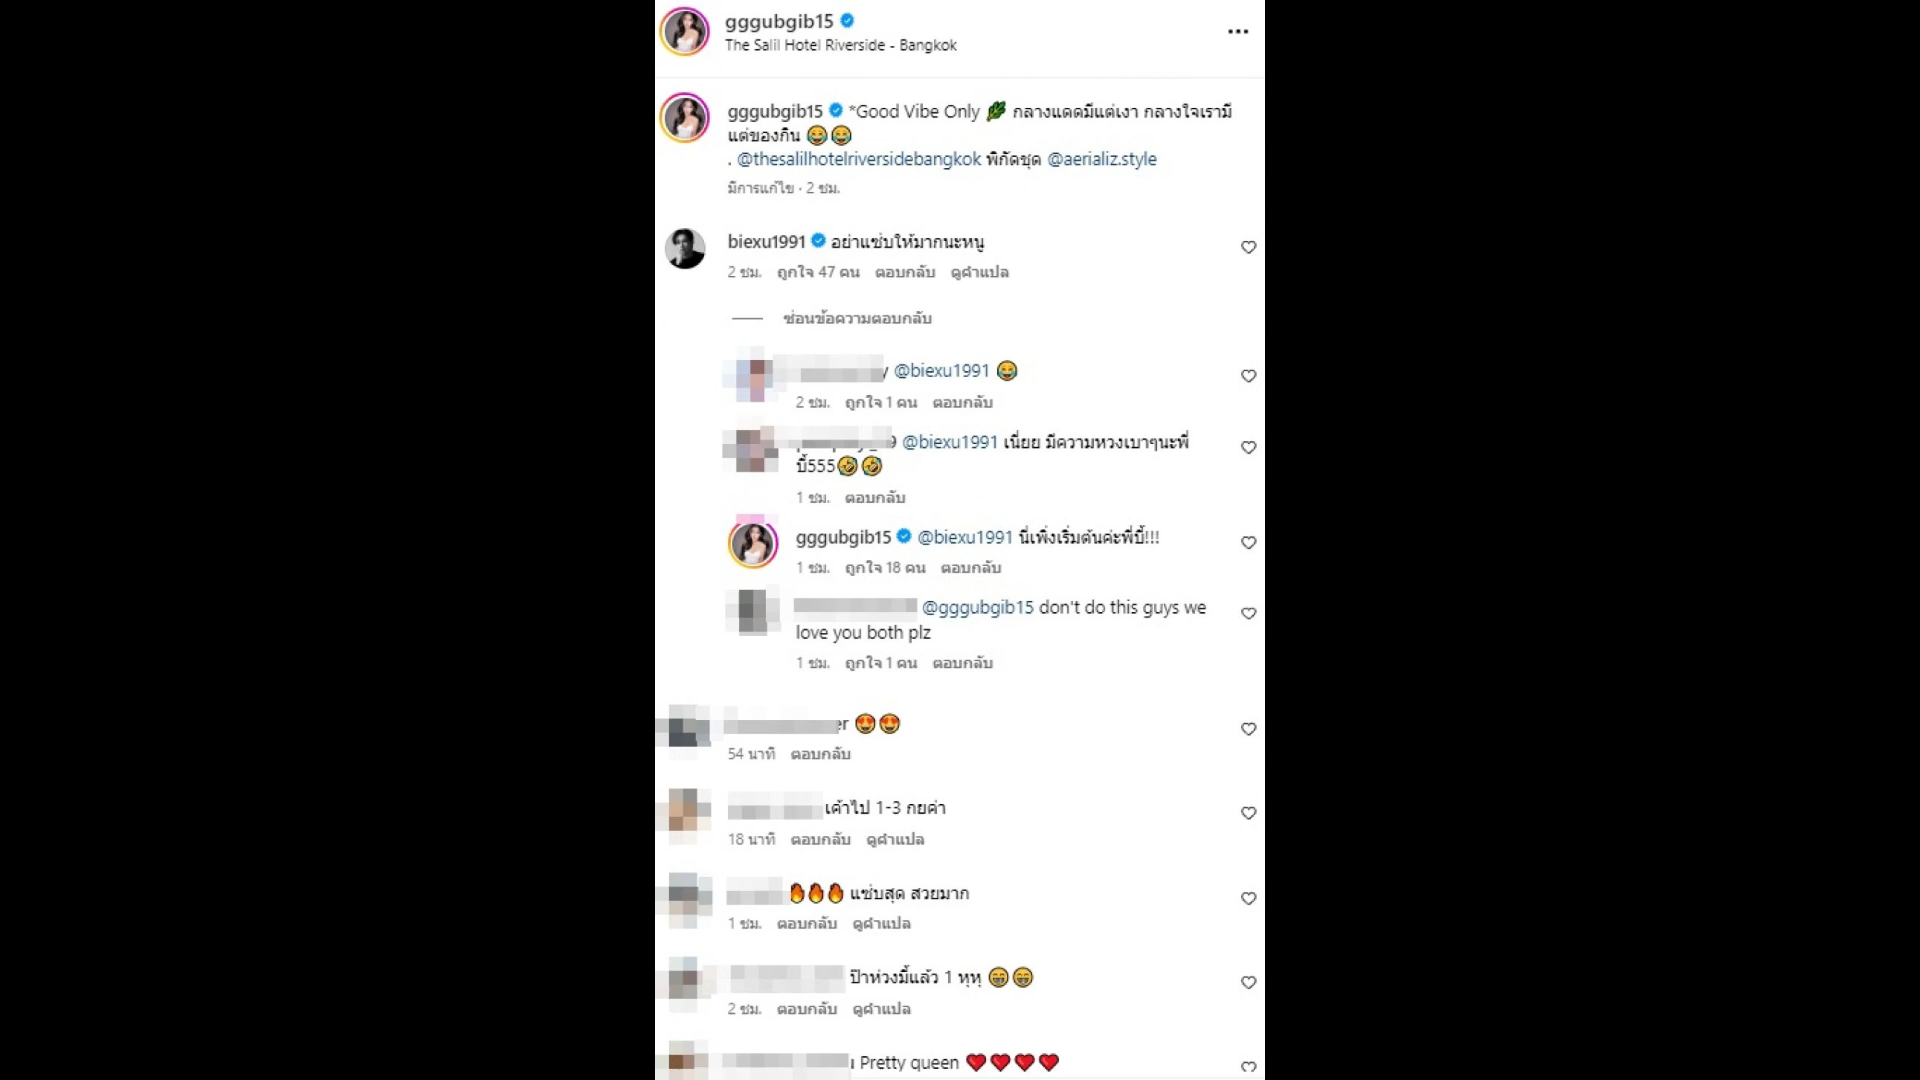 gggubgib15
The Salil Hotel Riverside - Bangkok
gggubgib15 *Good Vibe Only 🌿 กลางแดดมีแต่เงา กลางใจเรามี
แต่ของกิน 😂😂
. @thesalilhotelriversidebangkok พิกัดชุด @aerializ.style
มีการแก้ไข · 2 ชม.
biexu1991 อย่าแซ่บให้มากนะหนู
2 ชม. ถูกใจ 47 คน ตอบกลับ ดูคำแปล
ซ่อนข้อความตอบกลับ
@biexu1991 😂
2 ชม. ถูกใจ 1 คน ตอบกลับ
@biexu1991 เนี่ยย มีความหวงเบาๆนะพี่
บี้555🤣🤣
1 ชม. ตอบกลับ
gggubgib15 @biexu1991 นี่เพิ่งเริ่มต้นค่ะพี่บี้!!!
1 ชม. ถูกใจ 18 คน ตอบกลับ
@gggubgib15 don't do this guys we
love you both plz
1 ชม. ถูกใจ 1 คน ตอบกลับ
😍😍
54 นาที ตอบกลับ
เค้าไป 1-3 กยค่า
18 นาที ตอบกลับ ดูคำแปล
🔥🔥🔥 แซ่บสุด สวยมาก
1 ชม. ตอบกลับ ดูคำแปล
ป๊าห่วงมี้แล้ว 1 หุหุ 😁😁
2 ชม. ตอบกลับ ดูคำแปล
Pretty queen ❤️❤️❤️❤️